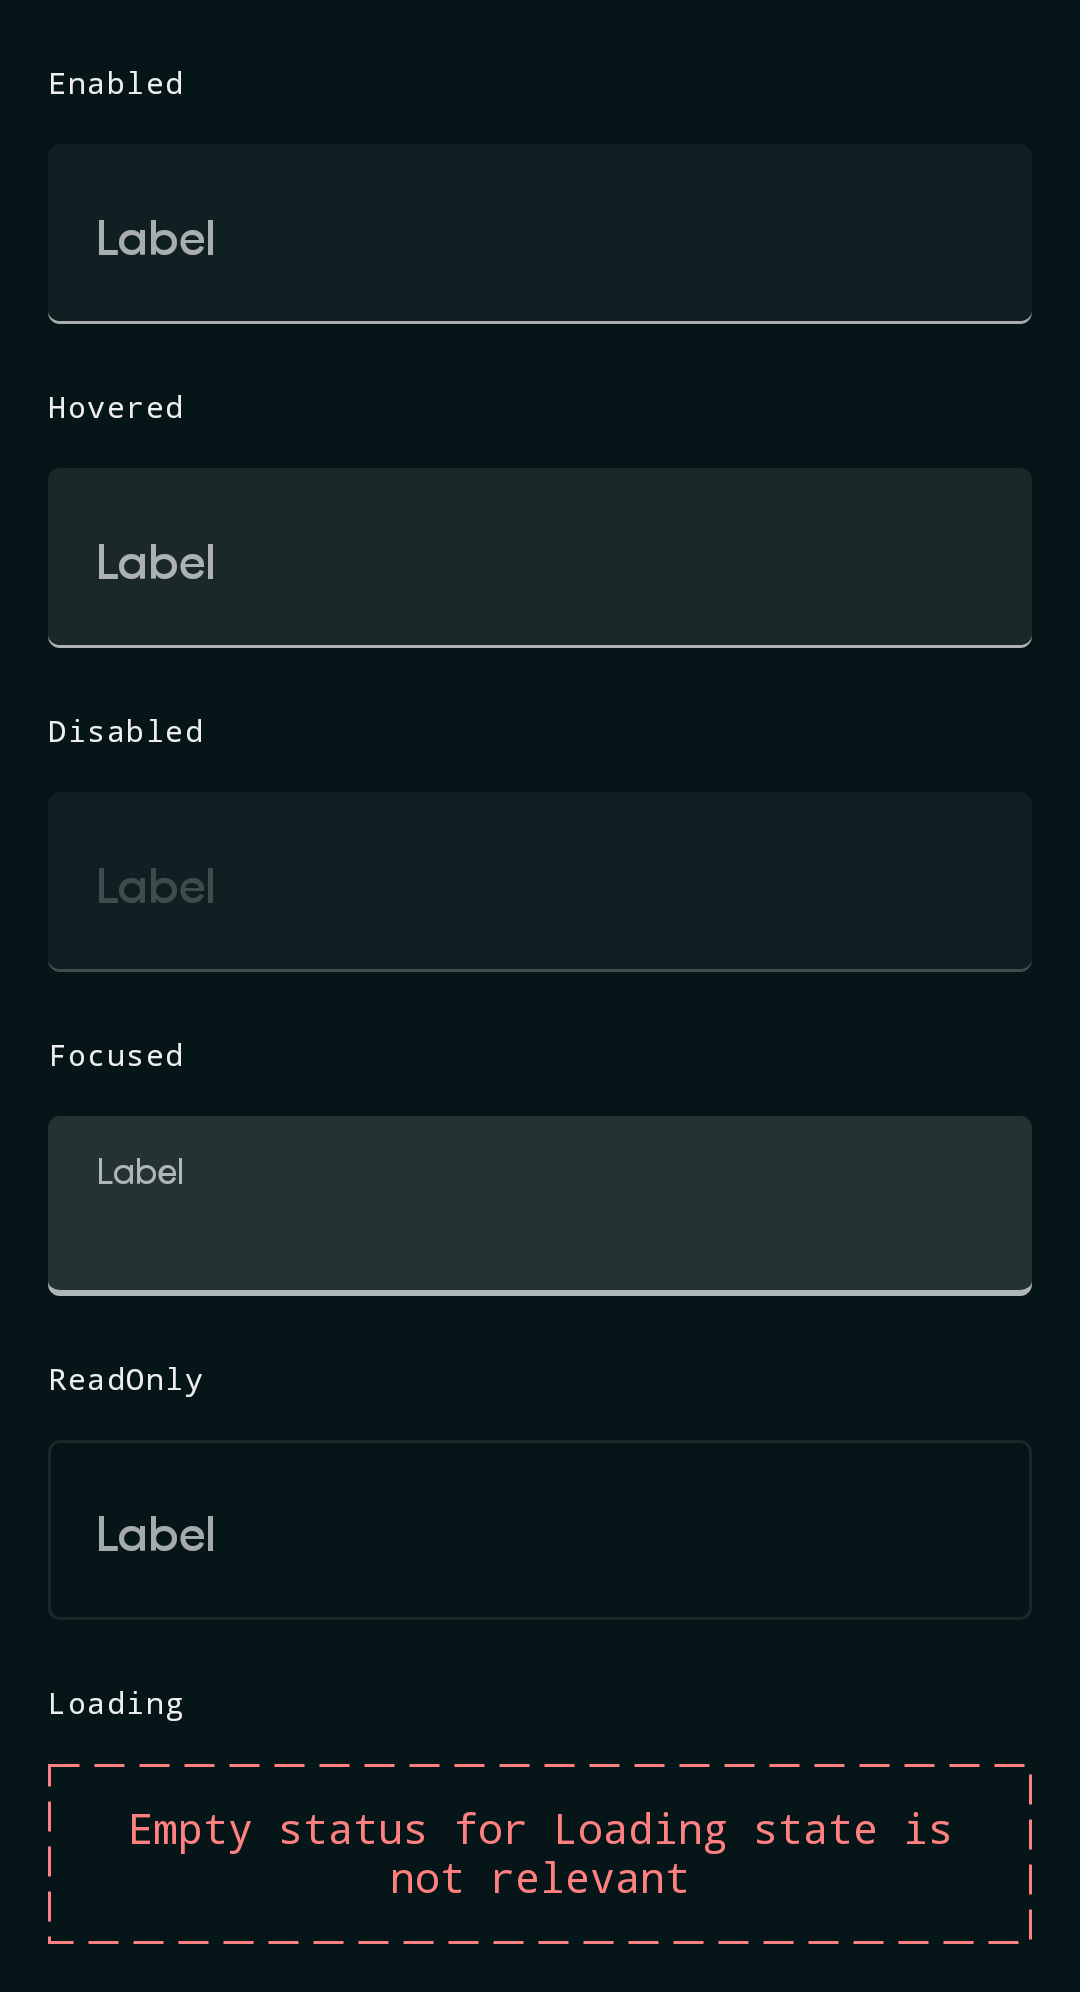 Enabled
Label
Hovered
Label
Disabled
Label
Focused
Label
ReadOnly
Label
Loading
Empty status for Loading state is
not relevant